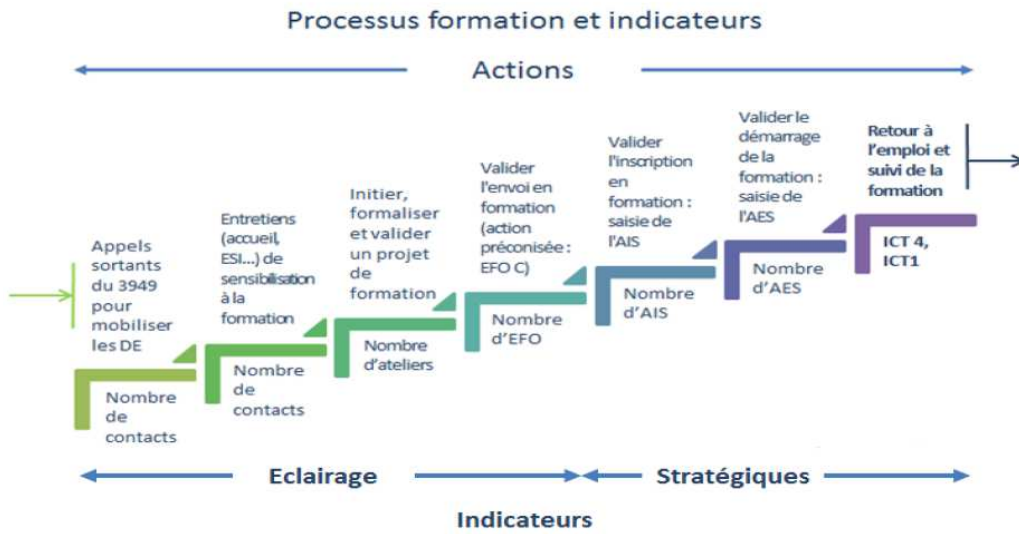 Processus formation et indicateurs
Actions
Appels
sortants
du 3949
pour
mobiliser
les DE
Nombre
de
contacts
Entretiens
(accueil,
ESI...) de
sensibilisation
à la
formation
Nombre
de
contacts
Initier,
formaliser
et valider
un projet
de
formation
Nombre
d'ateliers
Valider
l'envoi en
formation
(action
préconisée :
EFO C)
Nombre
d'EFO
Valider
l'inscription
en
formation :
saisie de
l'AIS
Nombre
d'AIS
Valider le
démarrage
de la
formation :
saisie de
l'AES
Nombre
d'AES
Retour à
l'emploi et
suivi de la
formation
ICT 4,
ICT1
Eclairage
Stratégiques
Indicateurs